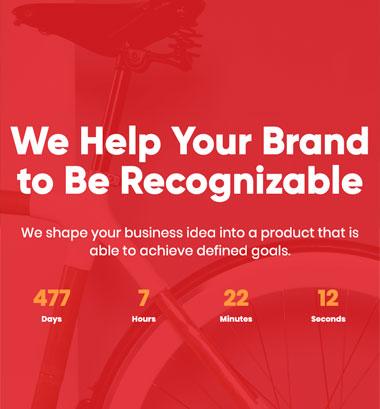 We Help Your Brand
to Be Recognizable
We shape your business idea into a product that is
able to achieve defined goals.
477 7 22 12
Days Hours Minutes Seconds